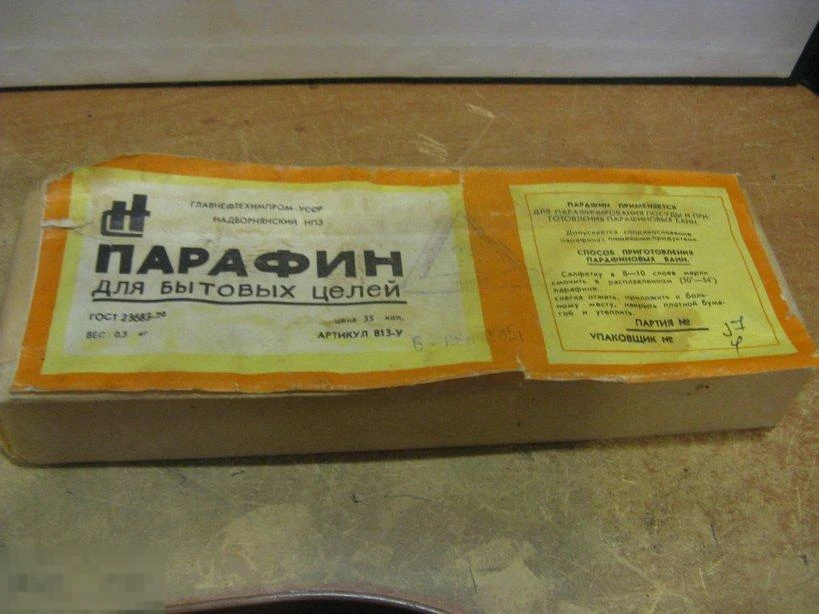 ГЛАВНЕФТЕХИМПРОМ УССР
НАДВОРНЯНСКИЙ НПЗ
ПАРАФИН
ДЛЯ БЫТОВЫХ ЦЕЛЕЙ
ГОСТ 23683-79
цена 35 коп.
ВЕС 0,5 кг
АРТИКУЛ 813-У
ПАРАФИН ПРИМЕНЯЕТСЯ
ДЛЯ ПАРАФИНИРОВАНИЯ ПОСУДЫ И ПРИ-
ГОТОВЛЕНИЯ ПАРАФИНОВЫХ ВАНН.
Допускается соприкосновение
парафина с пищевыми продуктами
СПОСОБ ПРИГОТОВЛЕНИЯ
ПАРАФИНОВЫХ ВАНН.
Салфетку в 8—10 слоев марли
смочить в расплавленном (50°—54°)
парафине
слегка отжать, приложить к боль-
ному месту, накрыть плотной бума-
гой и утеплить.
ПАРТИЯ №
УПАКОВЩИК №